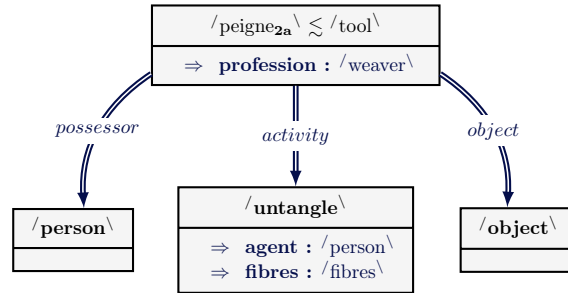 /peigne2a\ ≲ /tool\
⇒ profession : /weaver\
possessor
activity
object
/person\
/untangle\
/object\
⇒ agent : /person\
⇒ fibres : /fibres\